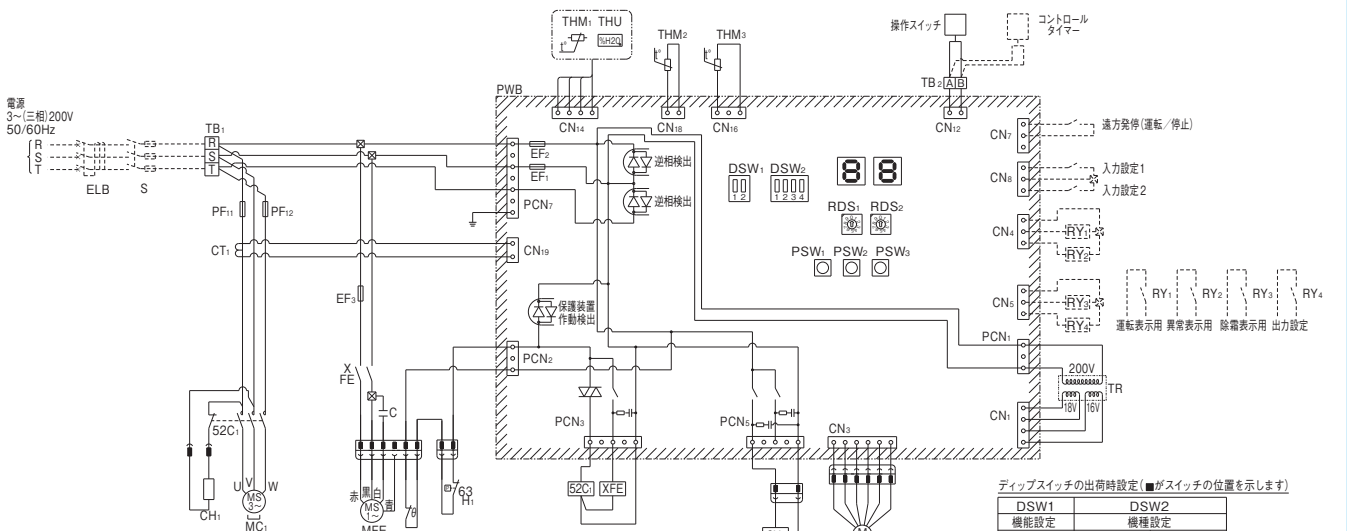 THM1 THU
t°
%H2O
THM2
t°
THM3
t°
操作スイッチ
コントロール
タイマー
TB2 A B
電源
3~(三相)200V
50/60Hz
R
S
T
ELB
S
TB1
R
S
T
PWB
CN14
CN18
CN16
CN12
CN7
遠方発停(運転/停止)
EF2
EF1
逆相検出
逆相検出
PCN7
DSW1 DSW2
1 2
1 2 3 4
8 8
CN8
入力設定1
入力設定2
RDS1 RDS2
0 0
PF11
PF12
CT1
CN19
PSW1 PSW2 PSW3
CN4
RY1
RY2
EF3
保護装置
作動検出
CN5
RY3
RY4
RY1
RY2
RY3
RY4
運転表示用 異常表示用 除霜表示用 出力設定
PCN1
X
FE
PCN2
200V
TR
18V
16V
C
52C1
PCN3
PCN5
CN3
CN1
U V W
MS
3~
MC1
CH1
赤 黒 白 青
MS
1~
θ
63
H1
52C1
XFE
M
ディップスイッチの出荷時設定(■がスイッチの位置を示します)
DSW1 DSW2
機能設定 機種設定